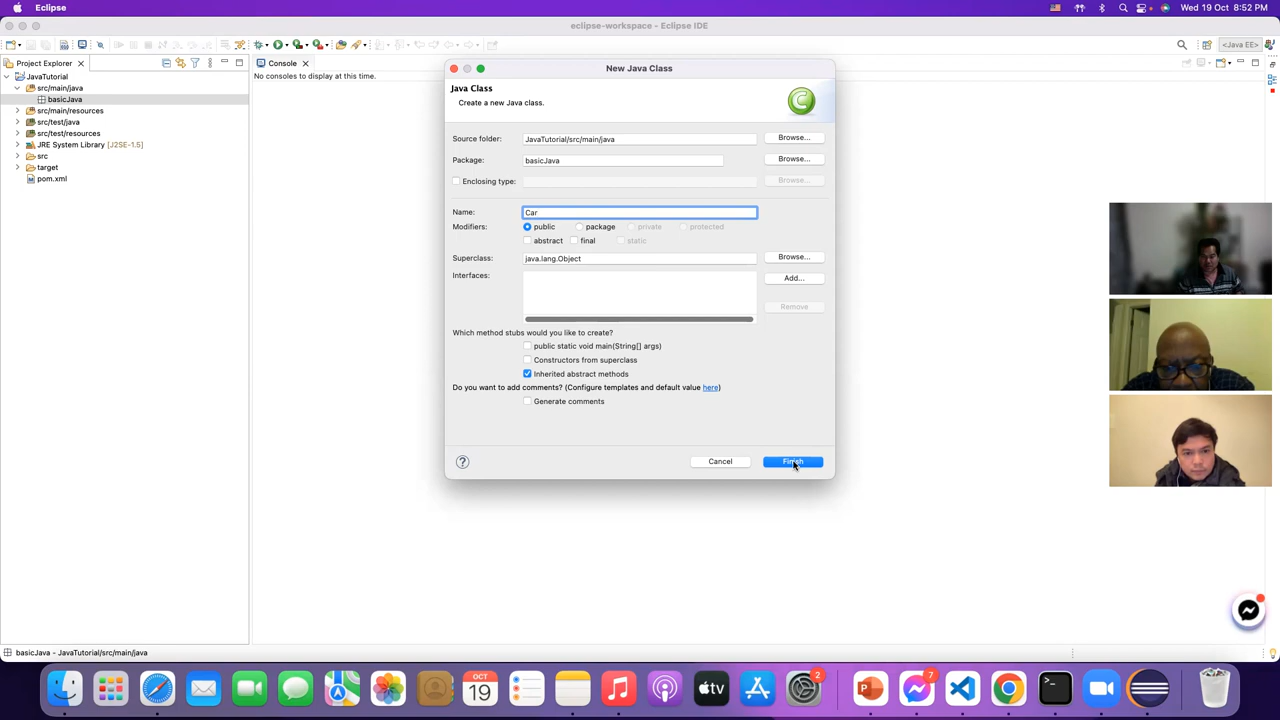 Eclipse
Wed 19 Oct 8:52 PM
eclipse-workspace - Eclipse IDE
<Java EE>
Project Explorer
Console
No consoles to display at this time.
JavaTutorial
src/main/java
basicJava
src/main/resources
src/test/java
src/test/resources
JRE System Library [J2SE-1.5]
src
target
pom.xml
New Java Class
Java Class
Create a new Java class.
Source folder: JavaTutorial/src/main/java Browse...
Package: basicJava Browse...
Enclosing type: Browse...
Name: Car
Modifiers: public package private protected
abstract final static
Superclass: java.lang.Object Browse...
Interfaces: Add...
Remove
Which method stubs would you like to create?
public static void main(String[] args)
Constructors from superclass
Inherited abstract methods
Do you want to add comments? (Configure templates and default value here)
Generate comments
? Cancel Finish
basicJava - JavaTutorial/src/main/java
OCT
19
tv
2
7